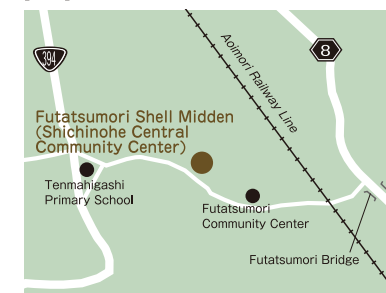 394
8
Aoimori Railway Line
Futatsumori Shell Midden
(Shichinohe Central
Community Center)
Tenmahigashi
Primary School
Futatsumori
Community Center
Futatsumori Bridge